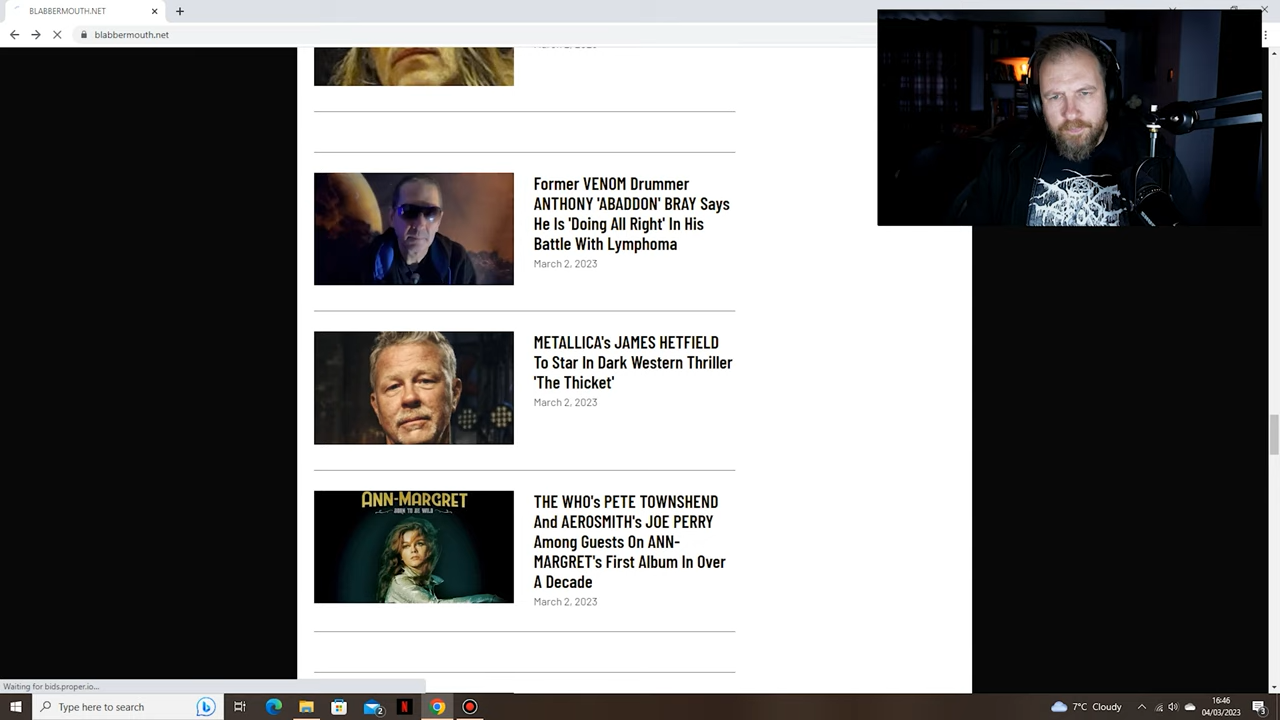 BLABBERMOUTH.NET
blabbermouth.net
Former VENOM Drummer
ANTHONY 'ABADDON' BRAY Says
He Is 'Doing All Right' In His
Battle With Lymphoma
March 2, 2023
METALLICA's JAMES HETFIELD
To Star In Dark Western Thriller
'The Thicket'
March 2, 2023
ANN-MARGRET
BORN TO BE WILD
THE WHO's PETE TOWNSHEND
And AEROSMITH's JOE PERRY
Among Guests On ANN-
MARGRET's First Album In Over
A Decade
March 2, 2023
Waiting for bids.proper.io...
Type here to search
2
N
7°C Cloudy
16:46
04/03/2023
3